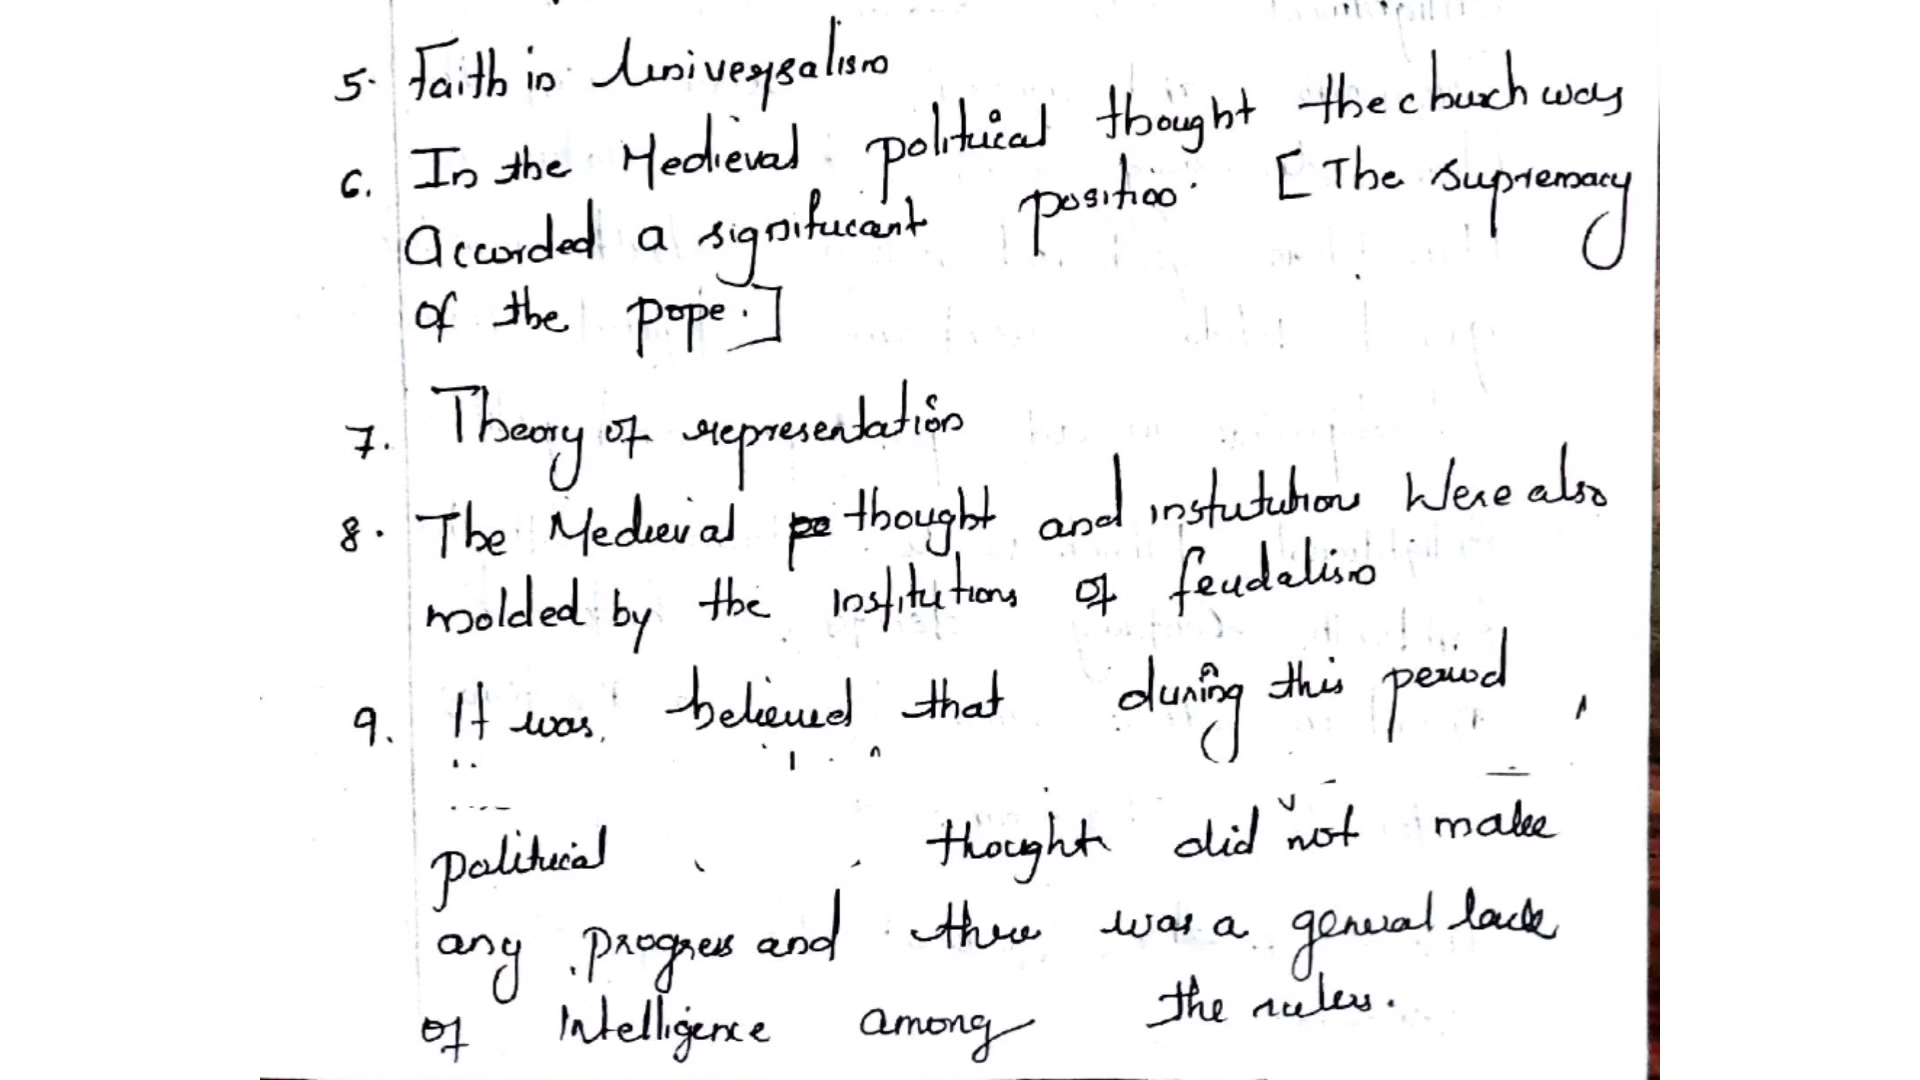 5. Faith in Universalism
6. In the Medieval political thought the church was
Accorded a significant position. [The supremacy
of the pope.]
7. Theory of representation
8. The Medieval thought and institution Were also
molded by the institutions of feudalism
9. It was believed that during this period
political thought did not make
any progress and there was a general lack
of Intelligence among the rulers.